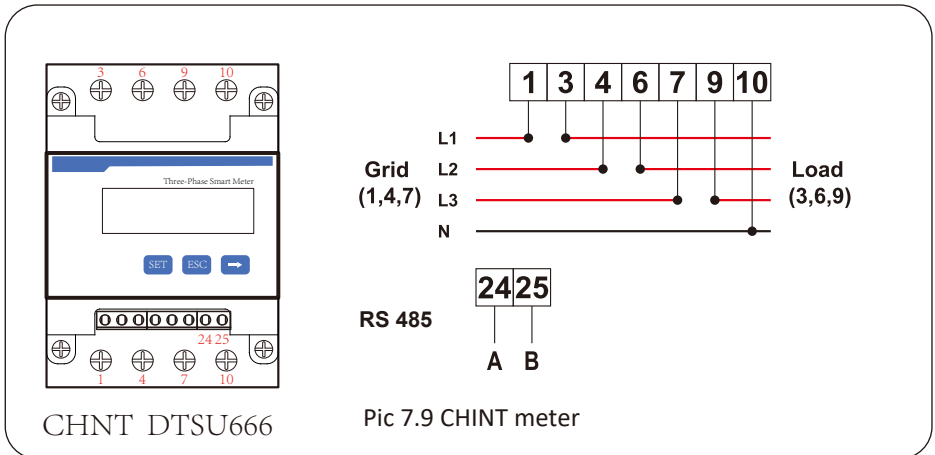 3 6 9 10
Three-Phase Smart Meter
SET ESC
24 25
1 4 7 10
CHNT DTSU666
1 3 4 6 7 9 10
L1
L2
L3
N
Grid
(1,4,7)
Load
(3,6,9)
24 25
RS 485
A B
Pic 7.9 CHINT meter